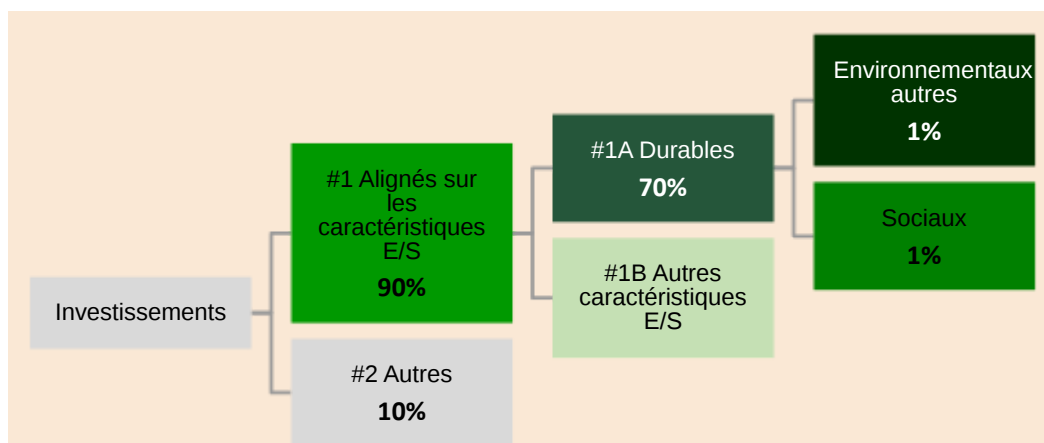 Investissements
#1 Alignés sur
les
caractéristiques
E/S
90%
#2 Autres
10%
#1A Durables
70%
#1B Autres
caractéristiques
E/S
Environnementaux
autres
1%
Sociaux
1%